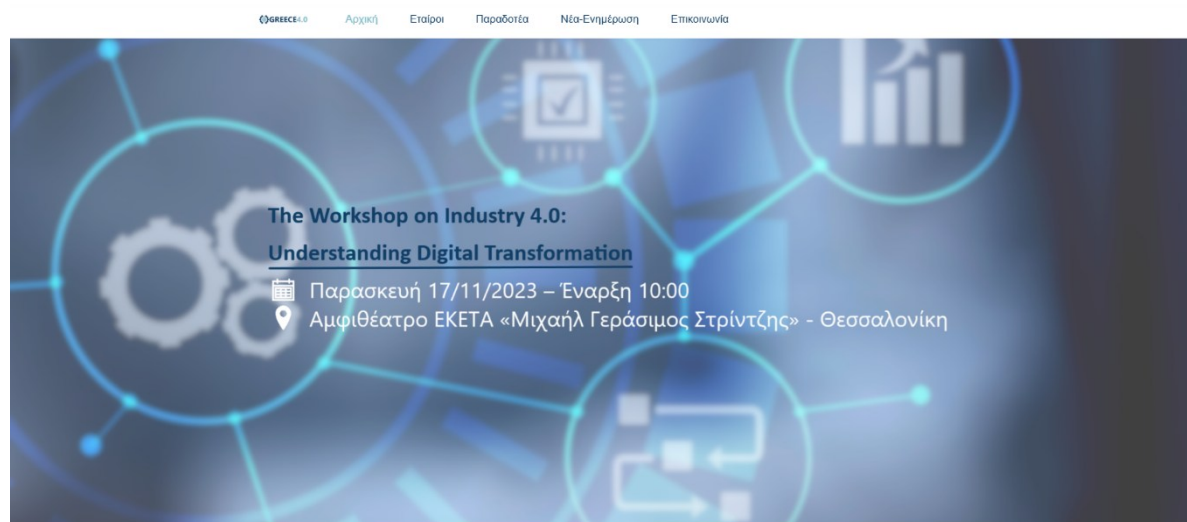 GREECE4.0 Αρχική Εταίροι Παραδοτέα Νέα-Ενημέρωση Επικοινωνία
The Workshop on Industry 4.0:
Understanding Digital Transformation
Παρασκευή 17/11/2023 – Έναρξη 10:00
Αμφιθέατρο ΕΚΕΤΑ «Μιχαήλ Γεράσιμος Στρίντζης» - Θεσσαλονίκη